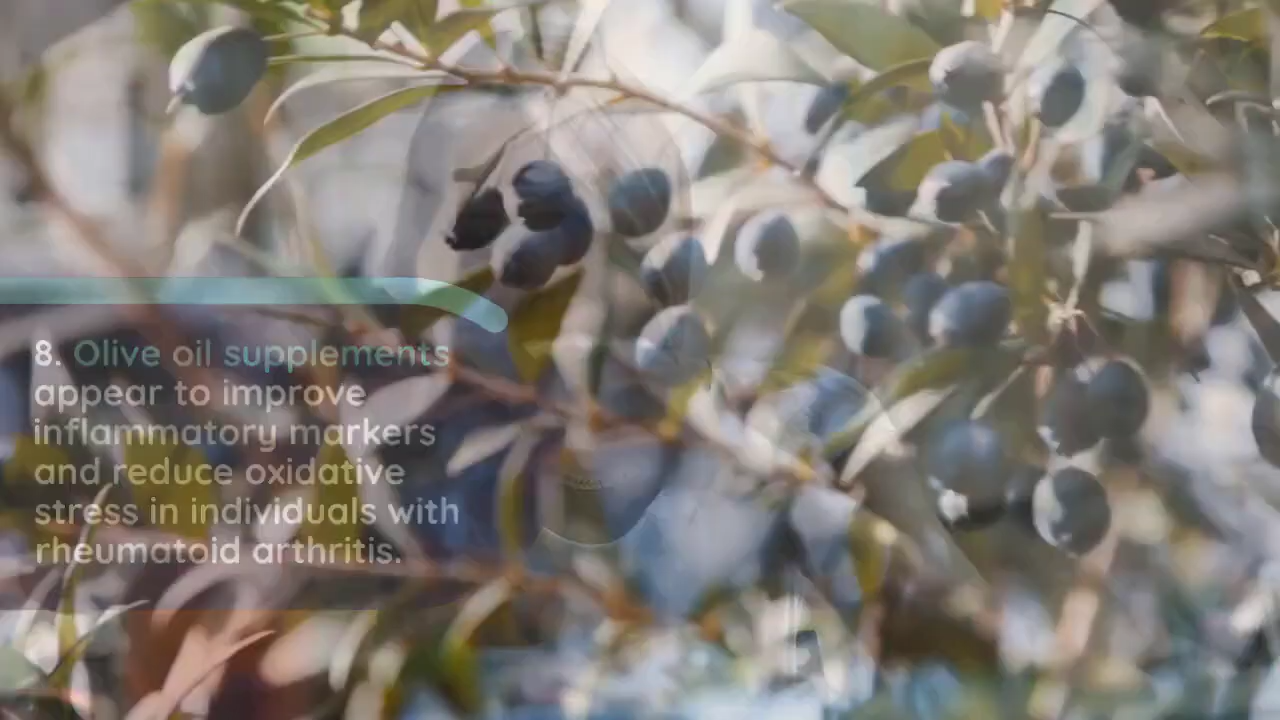 8. Olive oil supplements
appear to improve
inflammatory markers
and reduce oxidative
stress in individuals with
rheumatoid arthritis.